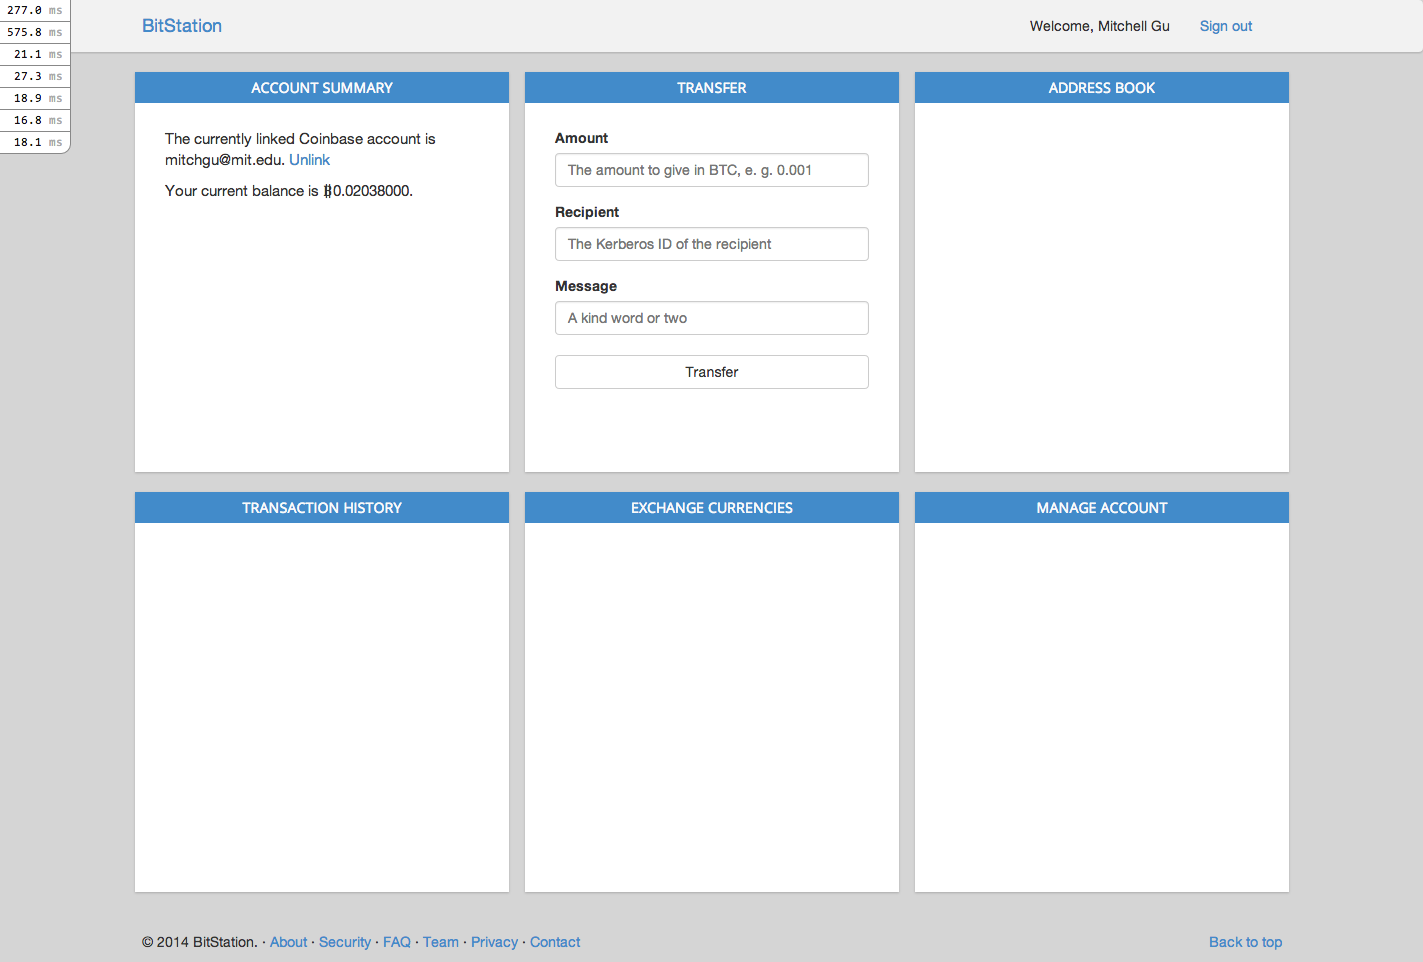 277.0 ms
575.8 ms
21.1 ms
27.3 ms
18.9 ms
16.8 ms
18.1 ms
BitStation
Welcome, Mitchell Gu
Sign out
ACCOUNT SUMMARY
The currently linked Coinbase account is
mitchgu@mit.edu. Unlink
Your current balance is ₿0.02038000.
TRANSFER
Amount
The amount to give in BTC, e. g. 0.001
Recipient
The Kerberos ID of the recipient
Message
A kind word or two
Transfer
ADDRESS BOOK
TRANSACTION HISTORY
EXCHANGE CURRENCIES
MANAGE ACCOUNT
© 2014 BitStation. · About · Security · FAQ · Team · Privacy · Contact
Back to top